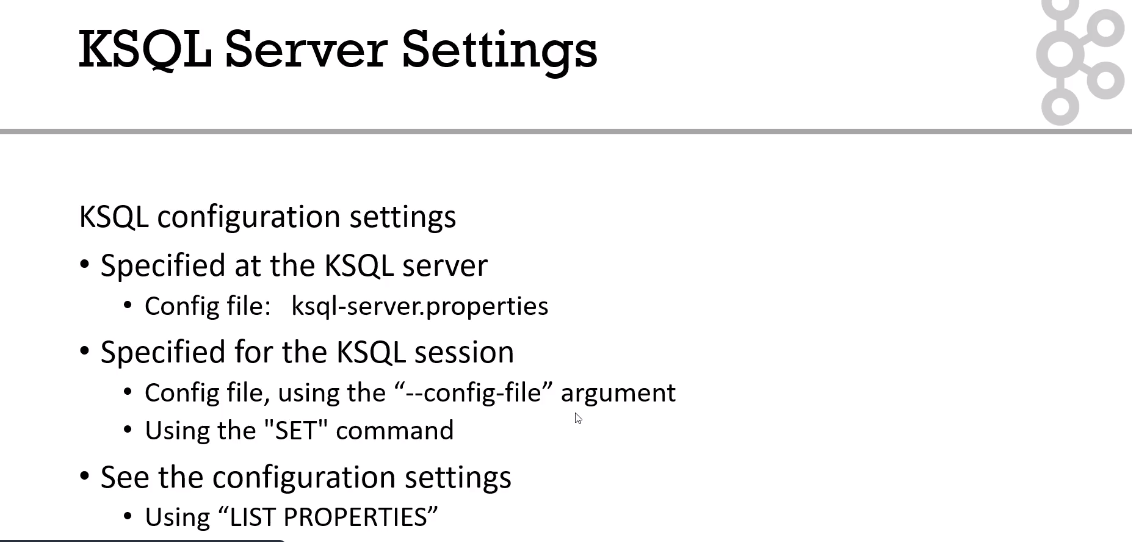 KSQL Server Settings
KSQL configuration settings
• Specified at the KSQL server
• Config file:   ksql-server.properties
• Specified for the KSQL session
• Config file, using the “--config-file” argument
• Using the "SET" command
• See the configuration settings
• Using “LIST PROPERTIES”